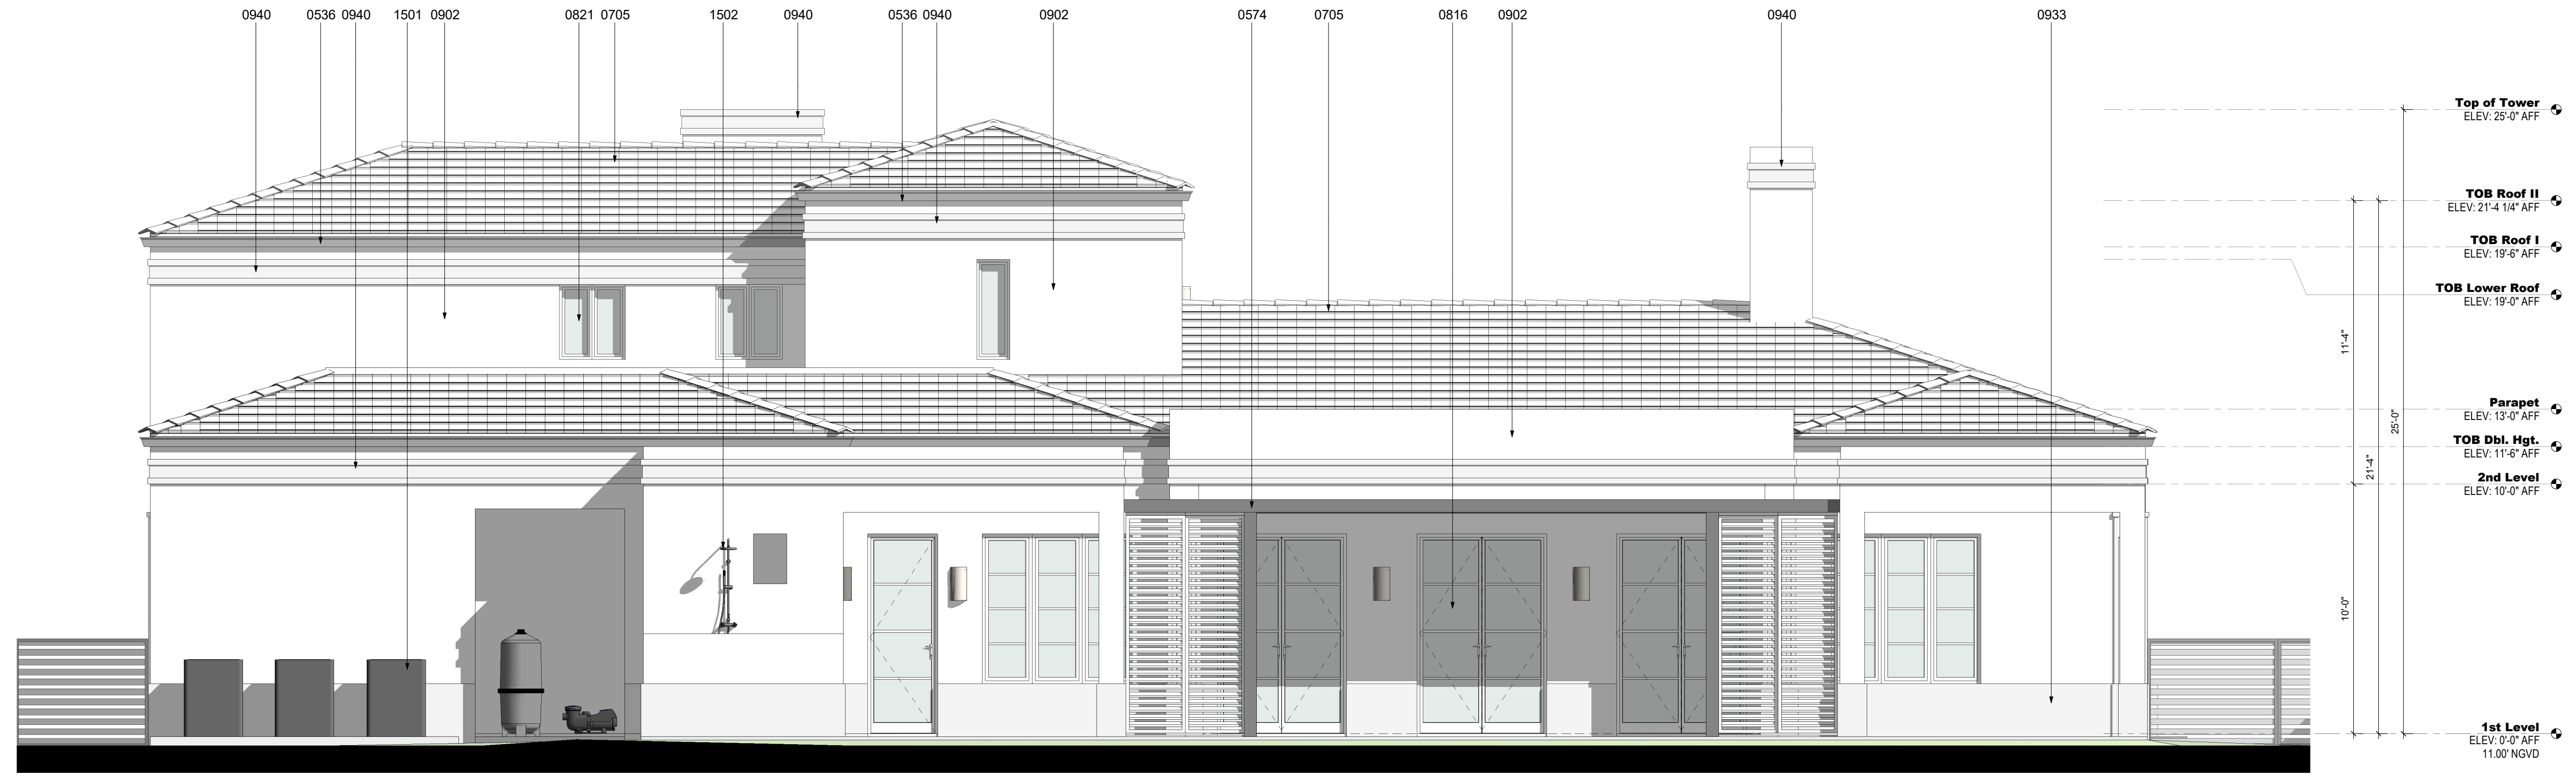 0940 0536 0940 1501 0902 0821 0705 1502 0940 0536 0940 0902 0574 0705 0816 0902 0940 0933
Top of Tower
ELEV: 25'-0" AFF
TOB Roof II
ELEV: 21'-4 1/4" AFF
TOB Roof I
ELEV: 19'-6" AFF
TOB Lower Roof
ELEV: 19'-0" AFF
11'-4"
Parapet
ELEV: 13'-0" AFF
25'-0"
TOB Dbl. Hgt.
ELEV: 11'-6" AFF
21'-4"
2nd Level
ELEV: 10'-0" AFF
10'-0"
1st Level
ELEV: 0'-0" AFF
11.00' NGVD